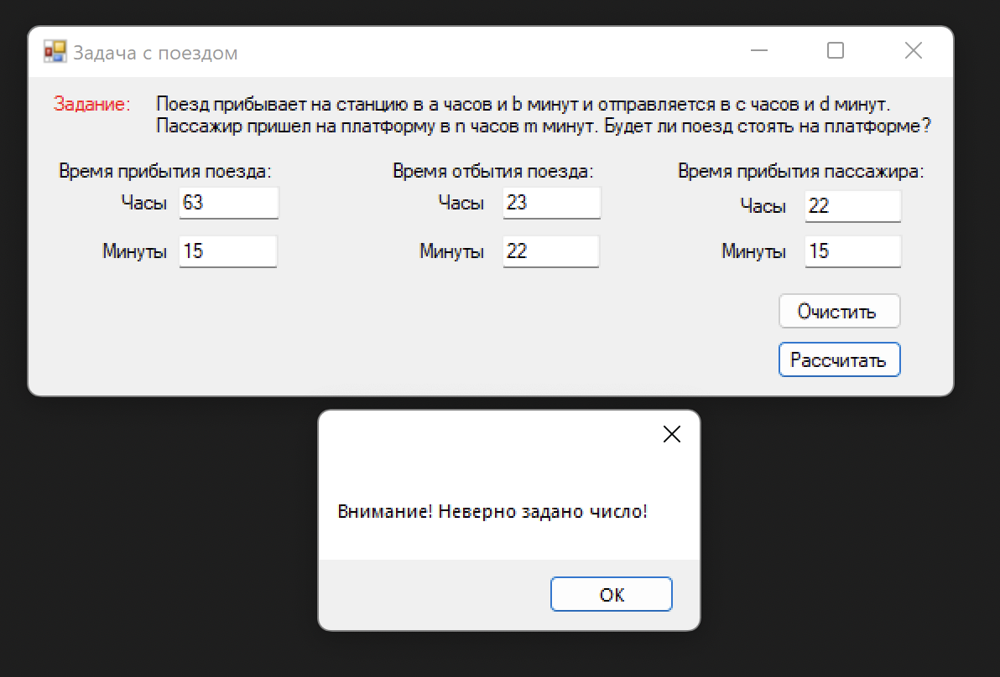 Задача с поездом
Задание: Поезд прибывает на станцию в a часов и b минут и отправляется в c часов и d минут.
Пассажир пришел на платформу в n часов m минут. Будет ли поезд стоять на платформе?
Время прибытия поезда: Время отбытия поезда: Время прибытия пассажира:
Часы 63 Часы 23 Часы 22
Минуты 15 Минуты 22 Минуты 15
Очистить
Рассчитать
Внимание! Неверно задано число!
ОК